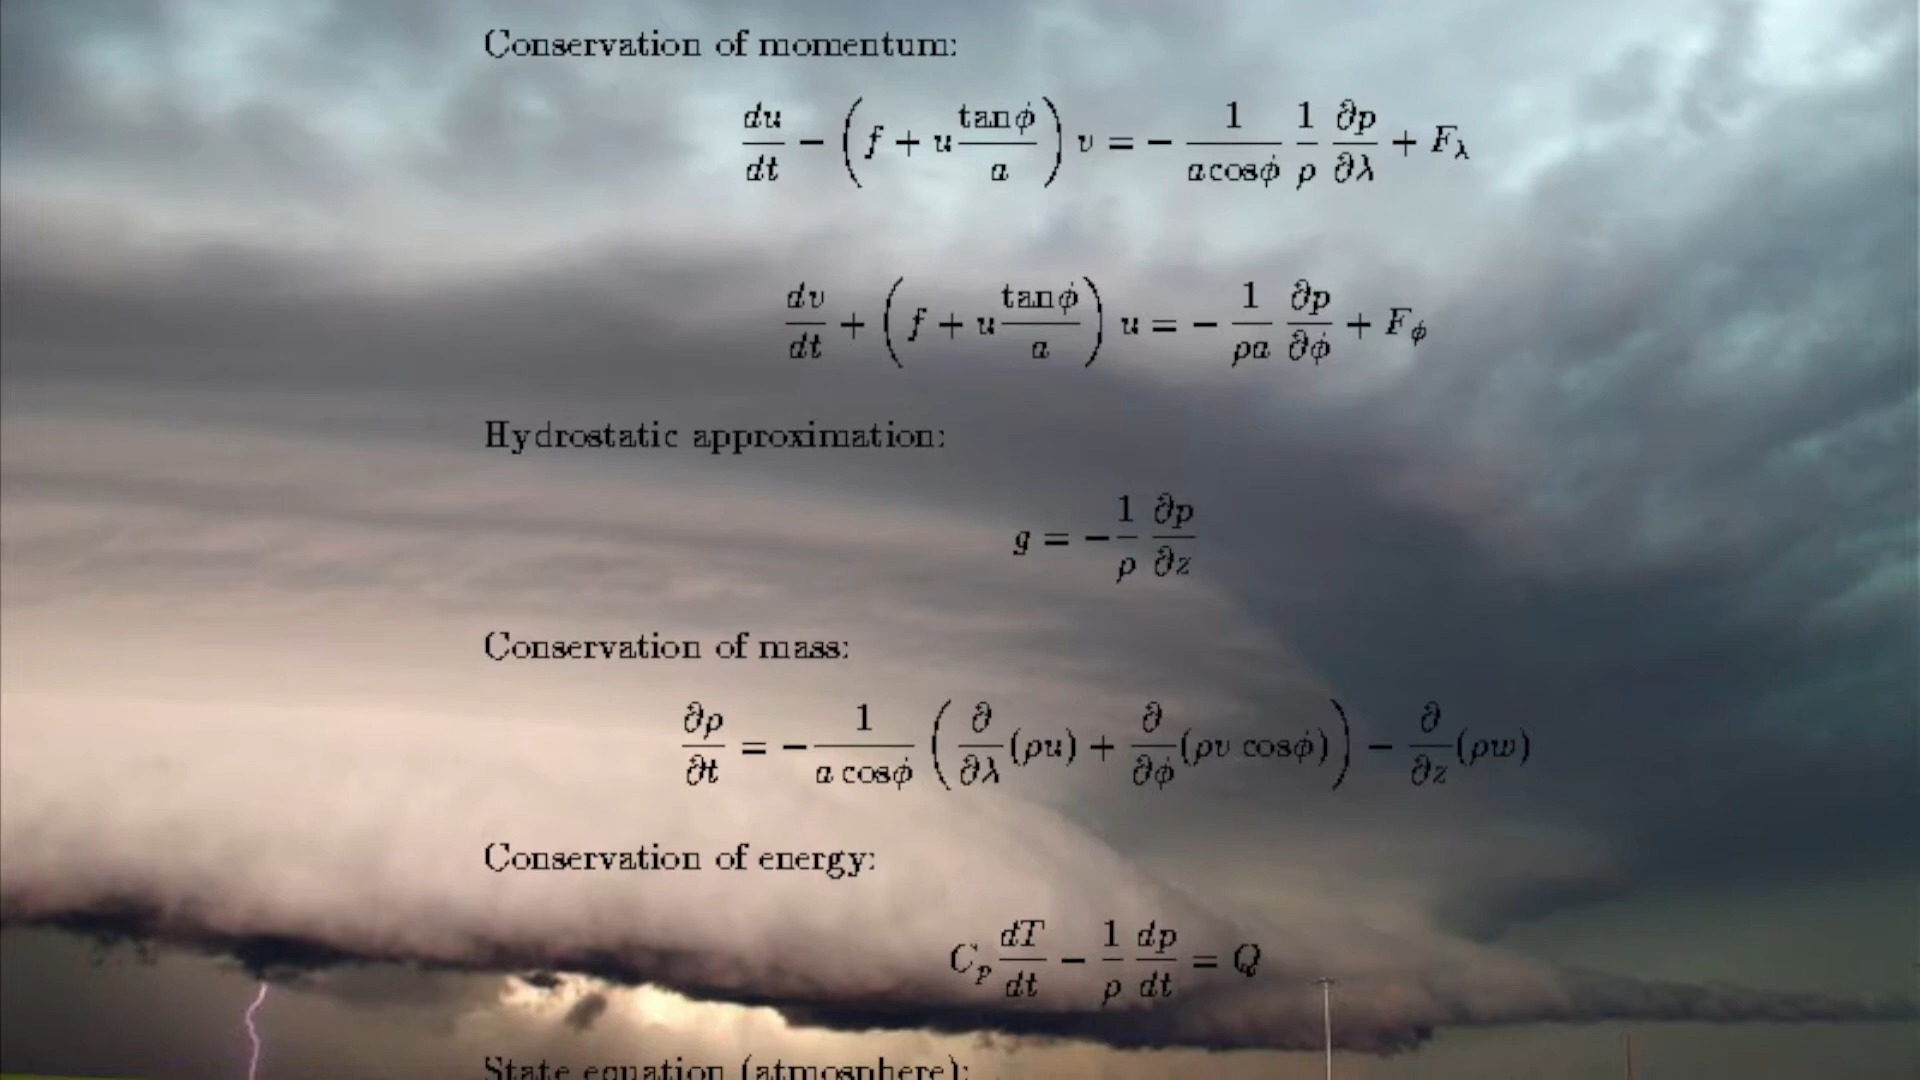 Conservation of momentum:
du/dt − (f + u tanϕ/a) v = − 1/(a cosϕ) 1/ρ ∂p/∂λ + F_λ
dv/dt + (f + u tanϕ/a) u = − 1/(ρa) ∂p/∂ϕ + F_ϕ
Hydrostatic approximation:
g = − 1/ρ ∂p/∂z
Conservation of mass:
∂ρ/∂t = − 1/(a cosϕ) (∂/∂λ (ρu) + ∂/∂ϕ (ρv cosϕ)) − ∂/∂z (ρw)
Conservation of energy:
C_p dT/dt − 1/ρ dp/dt = Q
State equation (atmosphere):